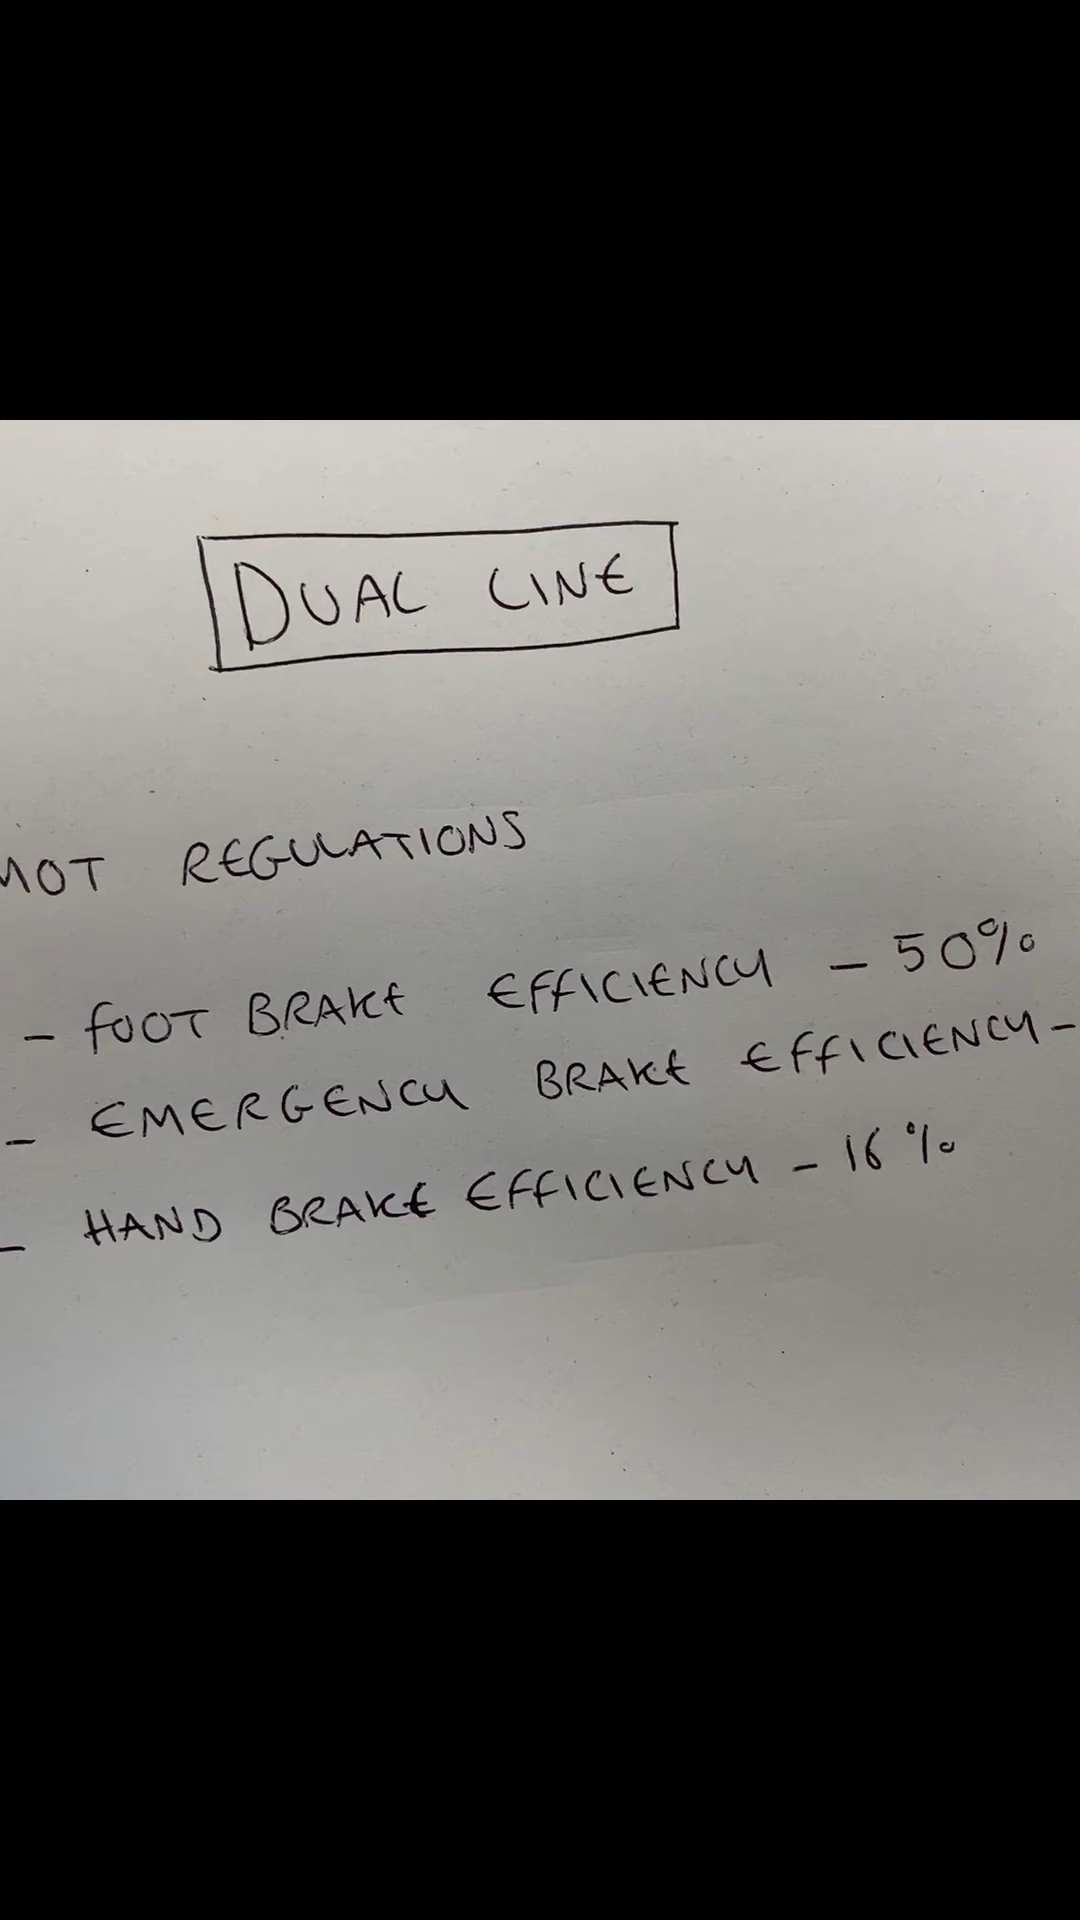 DUAL LINE
MOT REGULATIONS
- FOOT BRAKE EFFICIENCY - 50%
- EMERGENCY BRAKE EFFICIENCY -
- HAND BRAKE EFFICIENCY - 16%